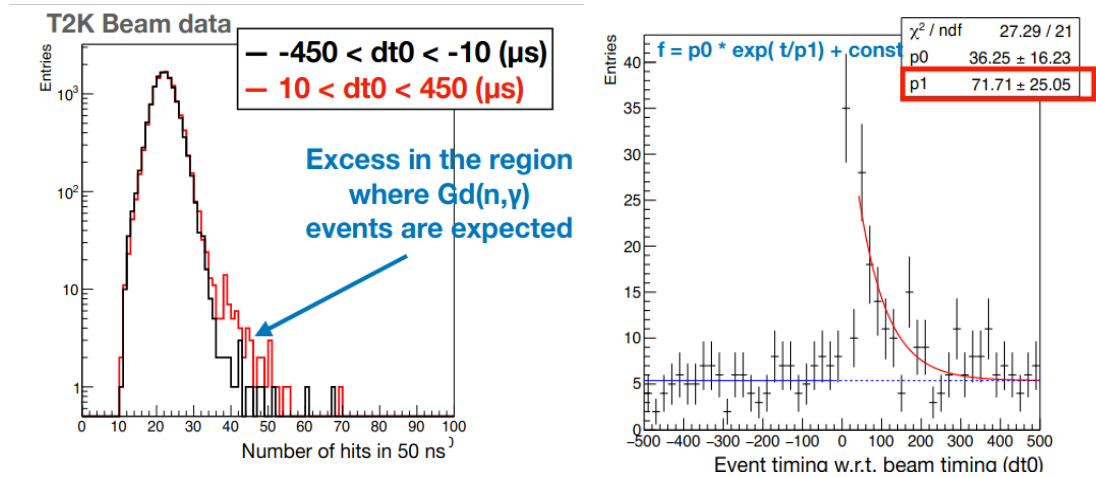 T2K Beam data
Entries
— -450 < dt0 < -10 (μs)
— 10 < dt0 < 450 (μs)
Excess in the region
where Gd(n,γ)
events are expected
10³
10²
10
1
0 10 20 30 40 50 60 70 80 90 100
Number of hits in 50 ns
Entries
f = p0 * exp( t/p1) + const
χ² / ndf 27.29 / 21
p0 36.25 ± 16.23
p1 71.71 ± 25.05
40
35
30
25
20
15
10
5
0
−500 −400 −300 −200 −100 0 100 200 300 400 500
Event timing w.r.t. beam timing (dt0)